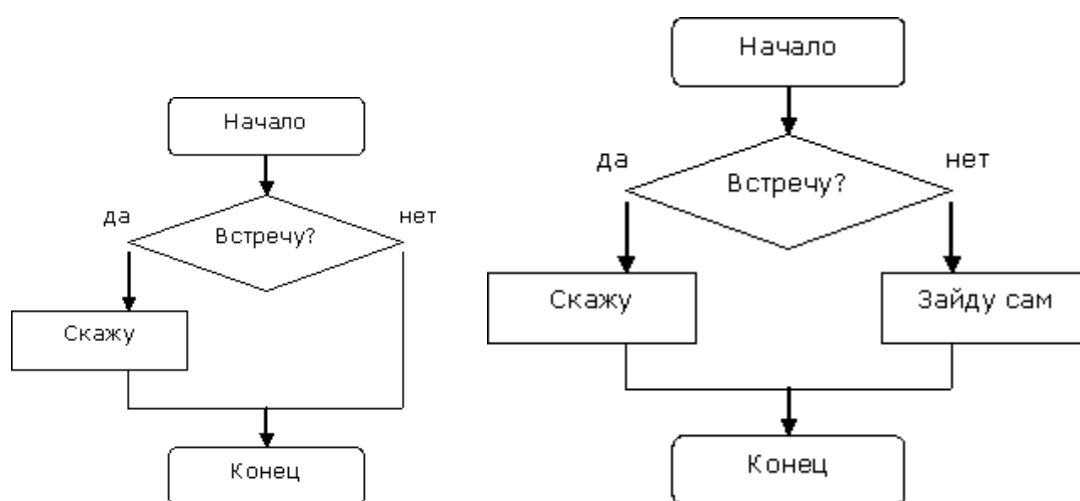 Начало
да
нет
Встречу?
Скажу
Конец
Начало
да
нет
Встречу?
Скажу
Зайду сам
Конец